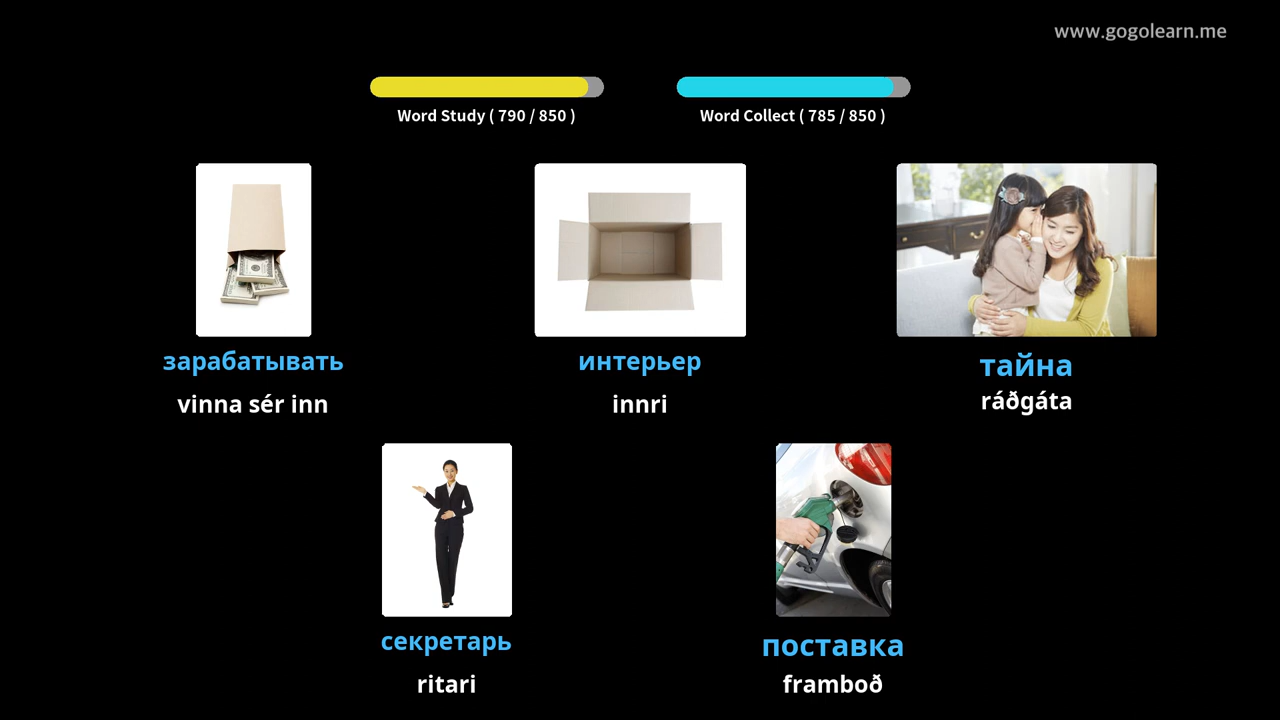 www.gogolearn.me
Word Study ( 790 / 850 )
Word Collect ( 785 / 850 )
зарабатывать
vinna sér inn
интерьер
innri
тайна
ráðgáta
секретарь
ritari
поставка
framboð